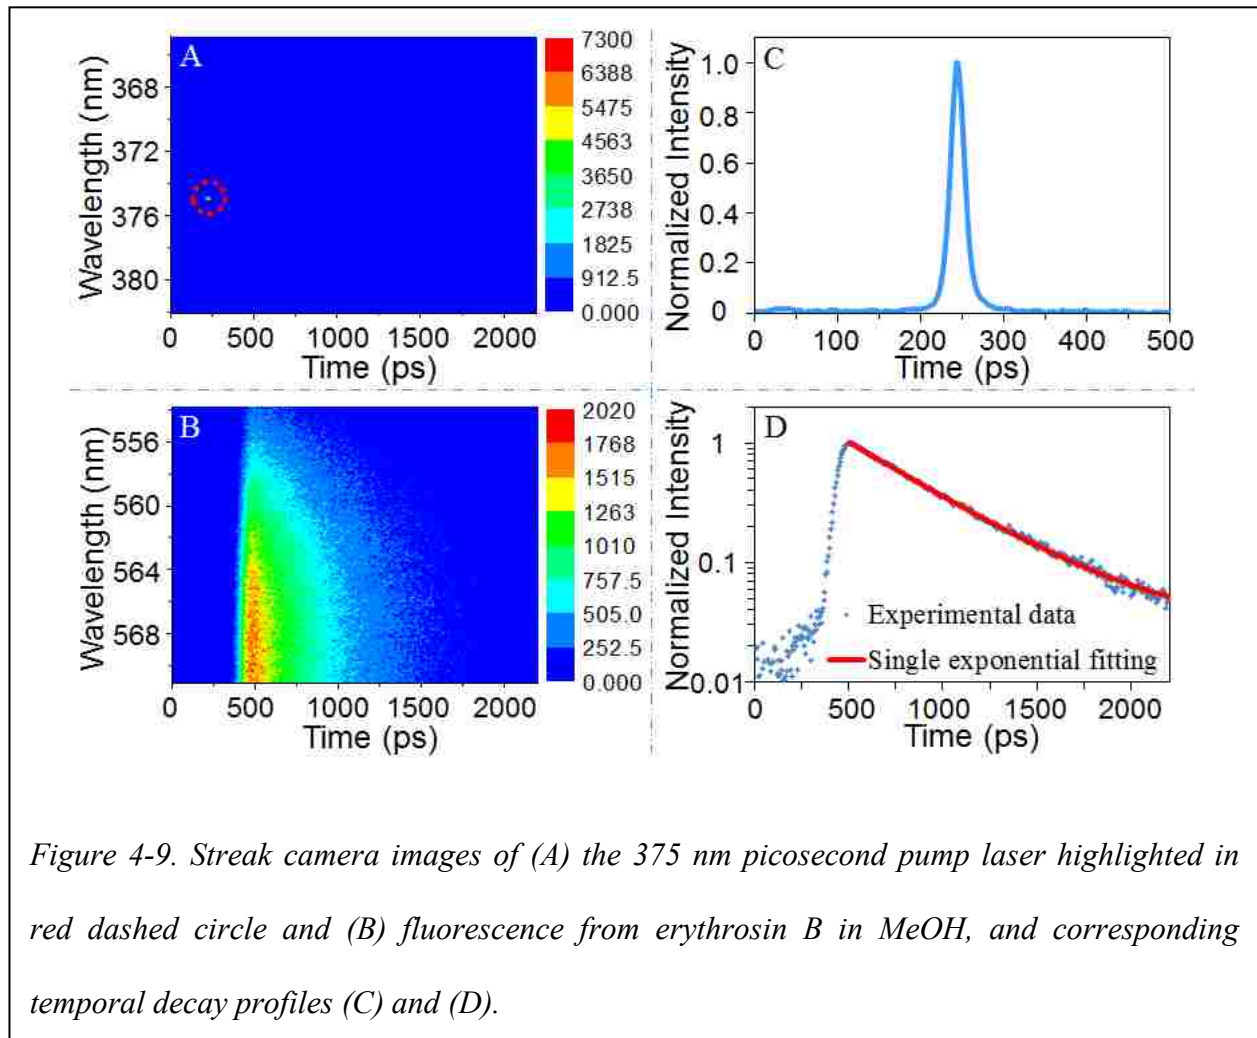 A
Wavelength (nm)
368
372
376
380
0 500 1000 1500 2000
Time (ps)
7300
6388
5475
4563
3650
2738
1825
912.5
0.000
C
Normalized Intensity
1.0
0.8
0.6
0.4
0.2
0
0 100 200 300 400 500
Time (ps)
B
Wavelength (nm)
556
560
564
568
0 500 1000 1500 2000
Time (ps)
2020
1768
1515
1263
1010
757.5
505.0
252.5
0.000
D
Normalized Intensity
1
0.1
0.01
Experimental data
Single exponential fitting
0 500 1000 1500 2000
Time (ps)
Figure 4-9. Streak camera images of (A) the 375 nm picosecond pump laser highlighted in
red dashed circle and (B) fluorescence from erythrosin B in MeOH, and corresponding
temporal decay profiles (C) and (D).